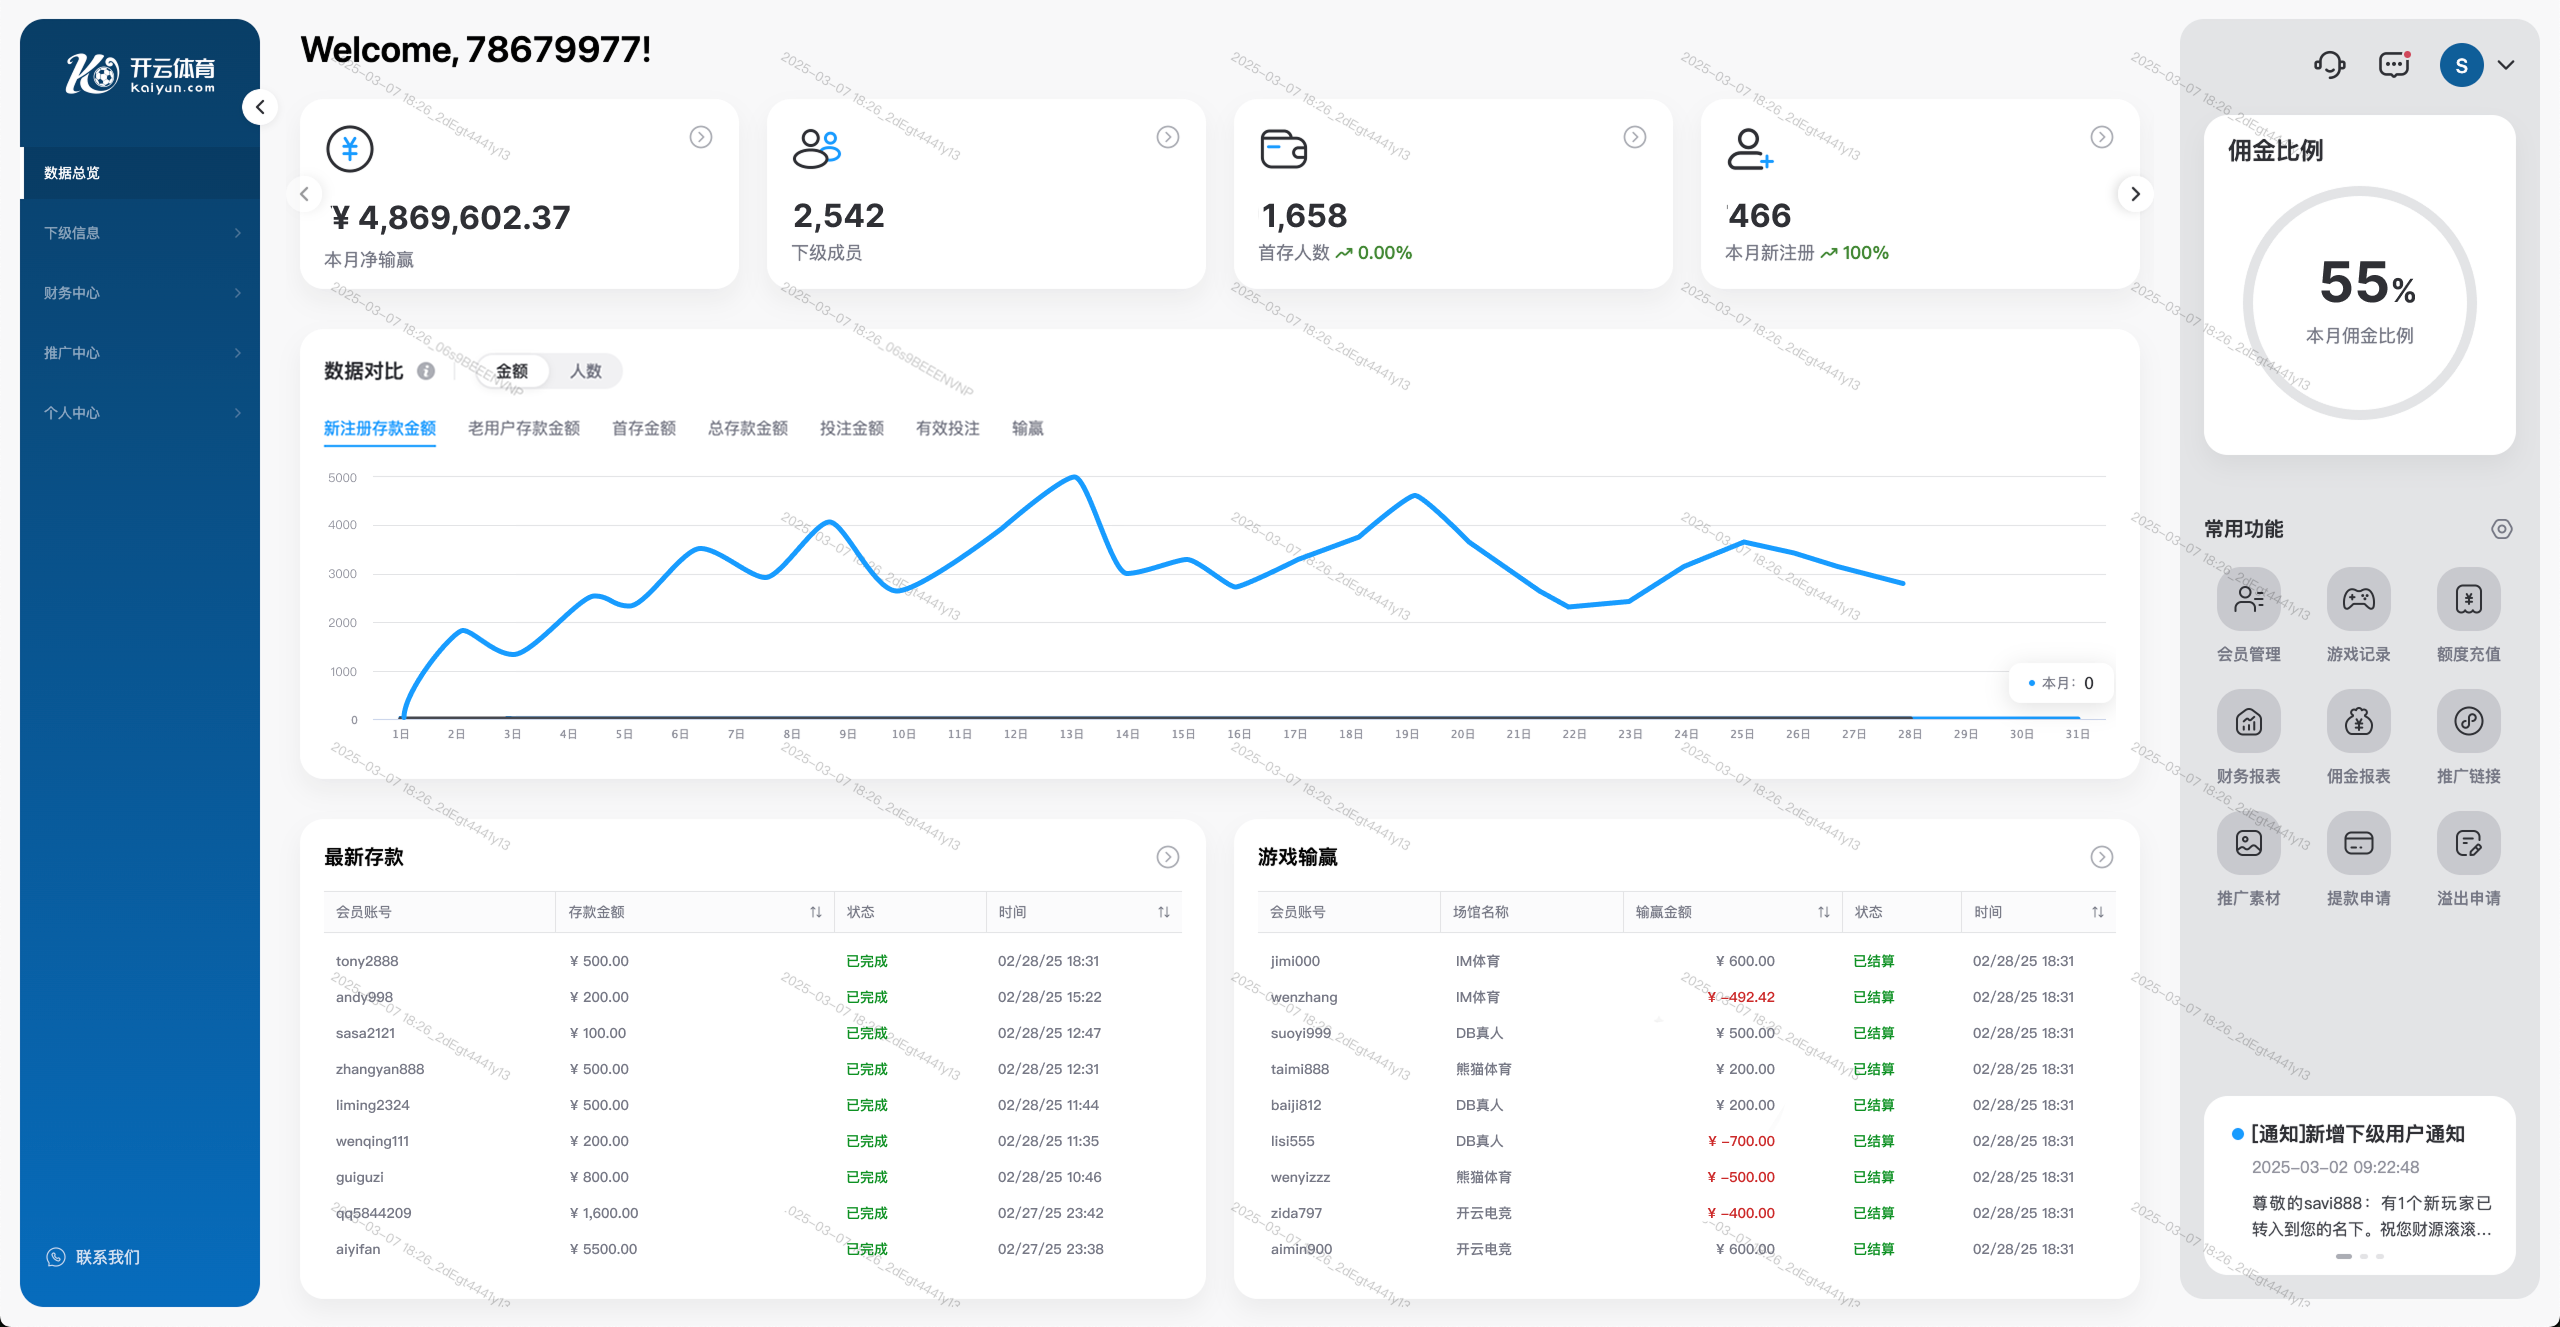 开云体育
Kaiyun.com
数据总览
下级信息
财务中心
推广中心
个人中心
联系我们
Welcome, 78679977!
¥ 4,869,602.37
本月净输赢
2,542
下级成员
1,658
首存人数 0.00%
466
本月新注册 100%
数据对比 金额 人数
新注册存款金额 老用户存款金额 首存金额 总存款金额 投注金额 有效投注 输赢
5000
4000
3000
2000
1000
0
本月: 0
1日 2日 3日 4日 5日 6日 7日 8日 9日 10日 11日 12日 13日 14日 15日 16日 17日 18日 19日 20日 21日 22日 23日 24日 25日 26日 27日 28日 29日 30日 31日
最新存款
会员账号 存款金额 状态 时间
tony2888 ¥ 500.00 已完成 02/28/25 18:31
andy998 ¥ 200.00 已完成 02/28/25 15:22
sasa2121 ¥ 100.00 已完成 02/28/25 12:47
zhangyan888 ¥ 500.00 已完成 02/28/25 12:31
liming2324 ¥ 500.00 已完成 02/28/25 11:44
wenqing111 ¥ 200.00 已完成 02/28/25 11:35
guiguzi ¥ 800.00 已完成 02/28/25 10:46
qq5844209 ¥ 1,600.00 已完成 02/27/25 23:42
aiyifan ¥ 5500.00 已完成 02/27/25 23:38
游戏输赢
会员账号 场馆名称 输赢金额 状态 时间
jimi000 IM体育 ¥ 600.00 已结算 02/28/25 18:31
wenzhang IM体育 ¥ -492.42 已结算 02/28/25 18:31
suoyi999 DB真人 ¥ 500.00 已结算 02/28/25 18:31
taimi888 熊猫体育 ¥ 200.00 已结算 02/28/25 18:31
baiji812 DB真人 ¥ 200.00 已结算 02/28/25 18:31
lisi555 DB真人 ¥ -700.00 已结算 02/28/25 18:31
wenyizzz 熊猫体育 ¥ -500.00 已结算 02/28/25 18:31
zida797 开云电竞 ¥ -400.00 已结算 02/28/25 18:31
aimin900 开云电竞 ¥ 600.00 已结算 02/28/25 18:31
S
佣金比例
55%
本月佣金比例
常用功能
会员管理 游戏记录 额度充值
财务报表 佣金报表 推广链接
推广素材 提款申请 溢出申请
[通知]新增下级用户通知
2025-03-02 09:22:48
尊敬的savi888：有1个新玩家已
转入到您的名下。祝您财源滚滚...
2025-03-07 18:26_2dEgt4441y13
2025-03-07 18:26_06s9BEEENVNP